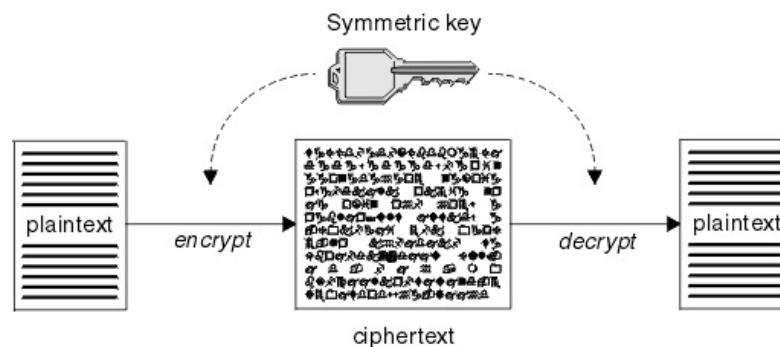 Symmetric key
plaintext
encrypt
decrypt
plaintext
ciphertext